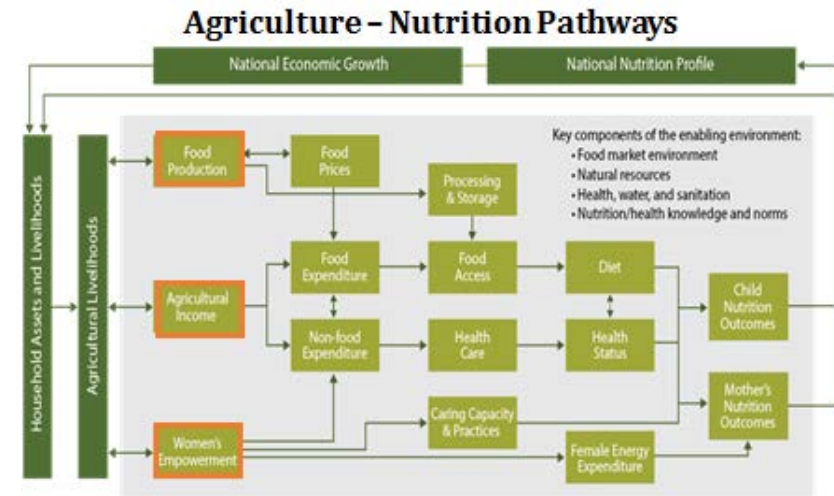 Agriculture – Nutrition Pathways
National Economic Growth
National Nutrition Profile
Household Assets and Livelihoods
Agricultural Livelihoods
Key components of the enabling environment:
• Food market environment
• Natural resources
• Health, water, and sanitation
• Nutrition/health knowledge and norms
Food
Production
Food
Prices
Processing
& Storage
Food
Expenditure
Food
Access
Diet
Agricultural
Income
Child
Nutrition
Outcomes
Non-food
Expenditure
Health
Care
Health
Status
Caring Capacity
& Practices
Mother's
Nutrition
Outcomes
Women's
Empowerment
Female Energy
Expenditure